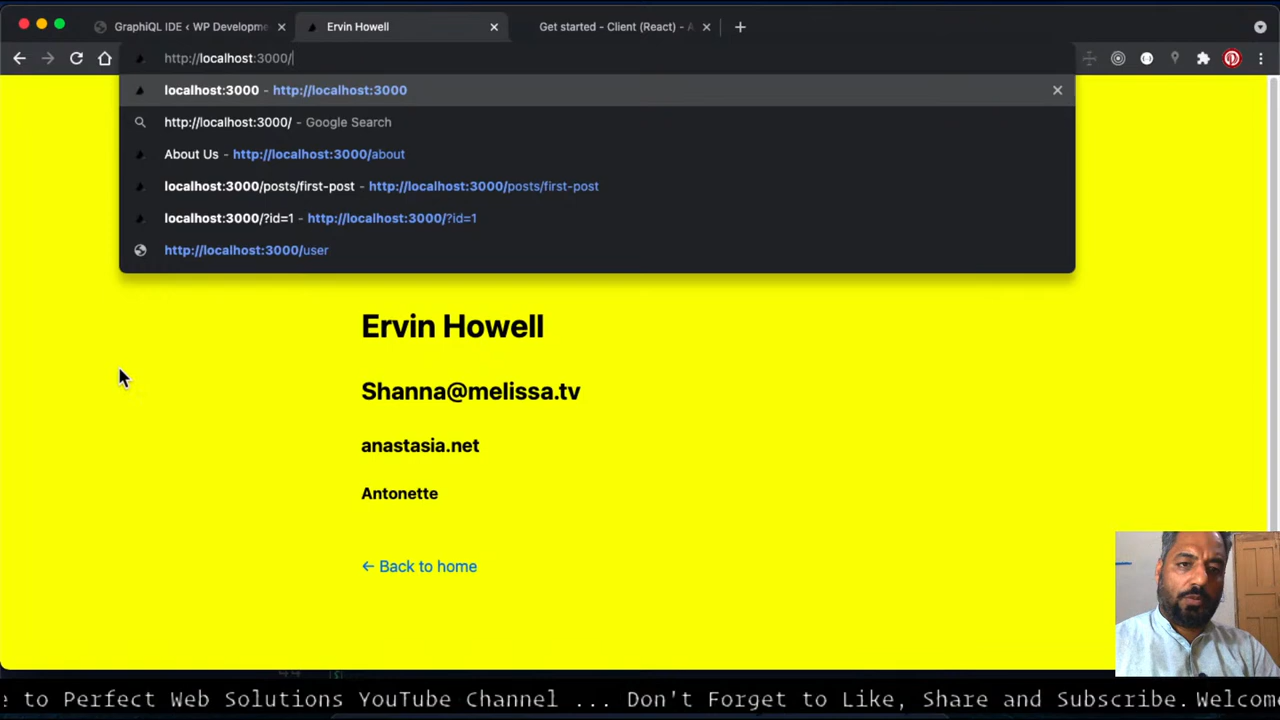 GraphiQL IDE ‹ WP Developme
Ervin Howell
Get started - Client (React) - A
http://localhost:3000/
localhost:3000 - http://localhost:3000
http://localhost:3000/ - Google Search
About Us - http://localhost:3000/about
localhost:3000/posts/first-post - http://localhost:3000/posts/first-post
localhost:3000/?id=1 - http://localhost:3000/?id=1
http://localhost:3000/user
Ervin Howell
Shanna@melissa.tv
anastasia.net
Antonette
← Back to home
e to Perfect Web Solutions YouTube Channel ... Don't Forget to Like, Share and Subscribe.Welcom